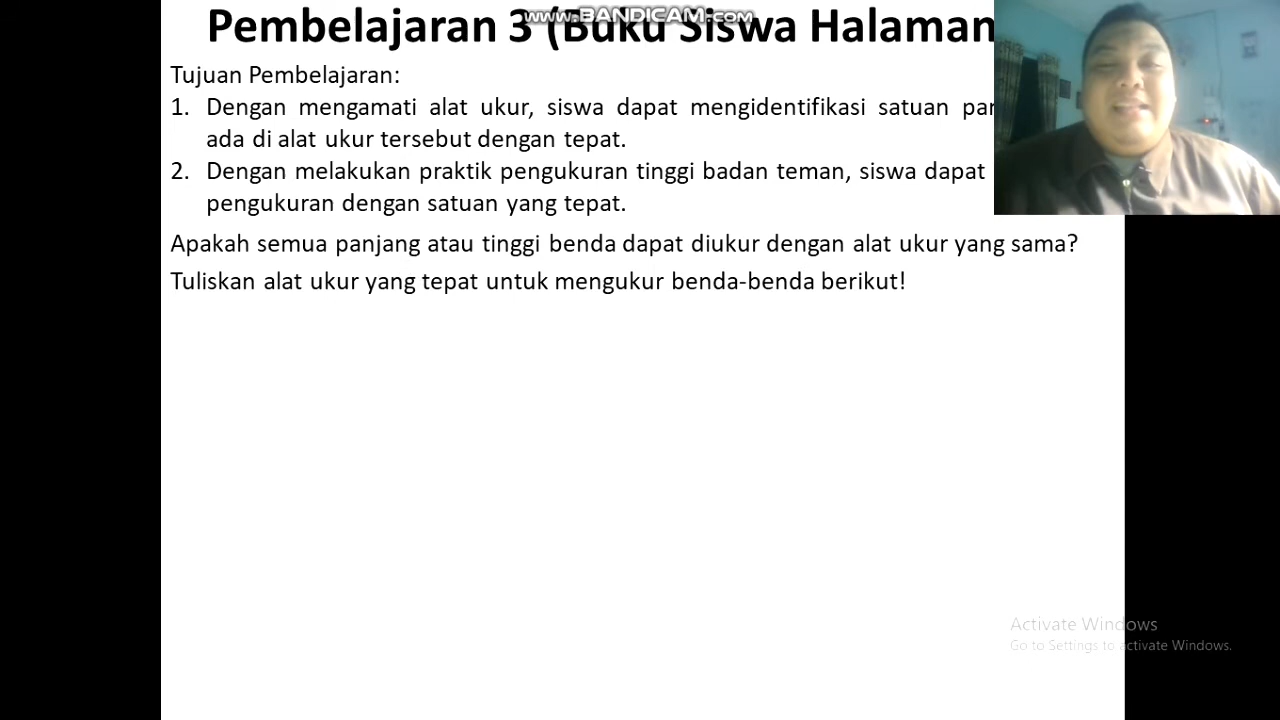 www.BANDICAM.com
Pembelajaran 3 (Buku Siswa Halaman
Tujuan Pembelajaran:
1. Dengan mengamati alat ukur, siswa dapat mengidentifikasi satuan
ada di alat ukur tersebut dengan tepat.
2. Dengan melakukan praktik pengukuran tinggi badan teman, siswa dapat
pengukuran dengan satuan yang tepat.
Apakah semua panjang atau tinggi benda dapat diukur dengan alat ukur yang sama?
Tuliskan alat ukur yang tepat untuk mengukur benda-benda berikut!
Activate Windows
Go to Settings to activate Windows.